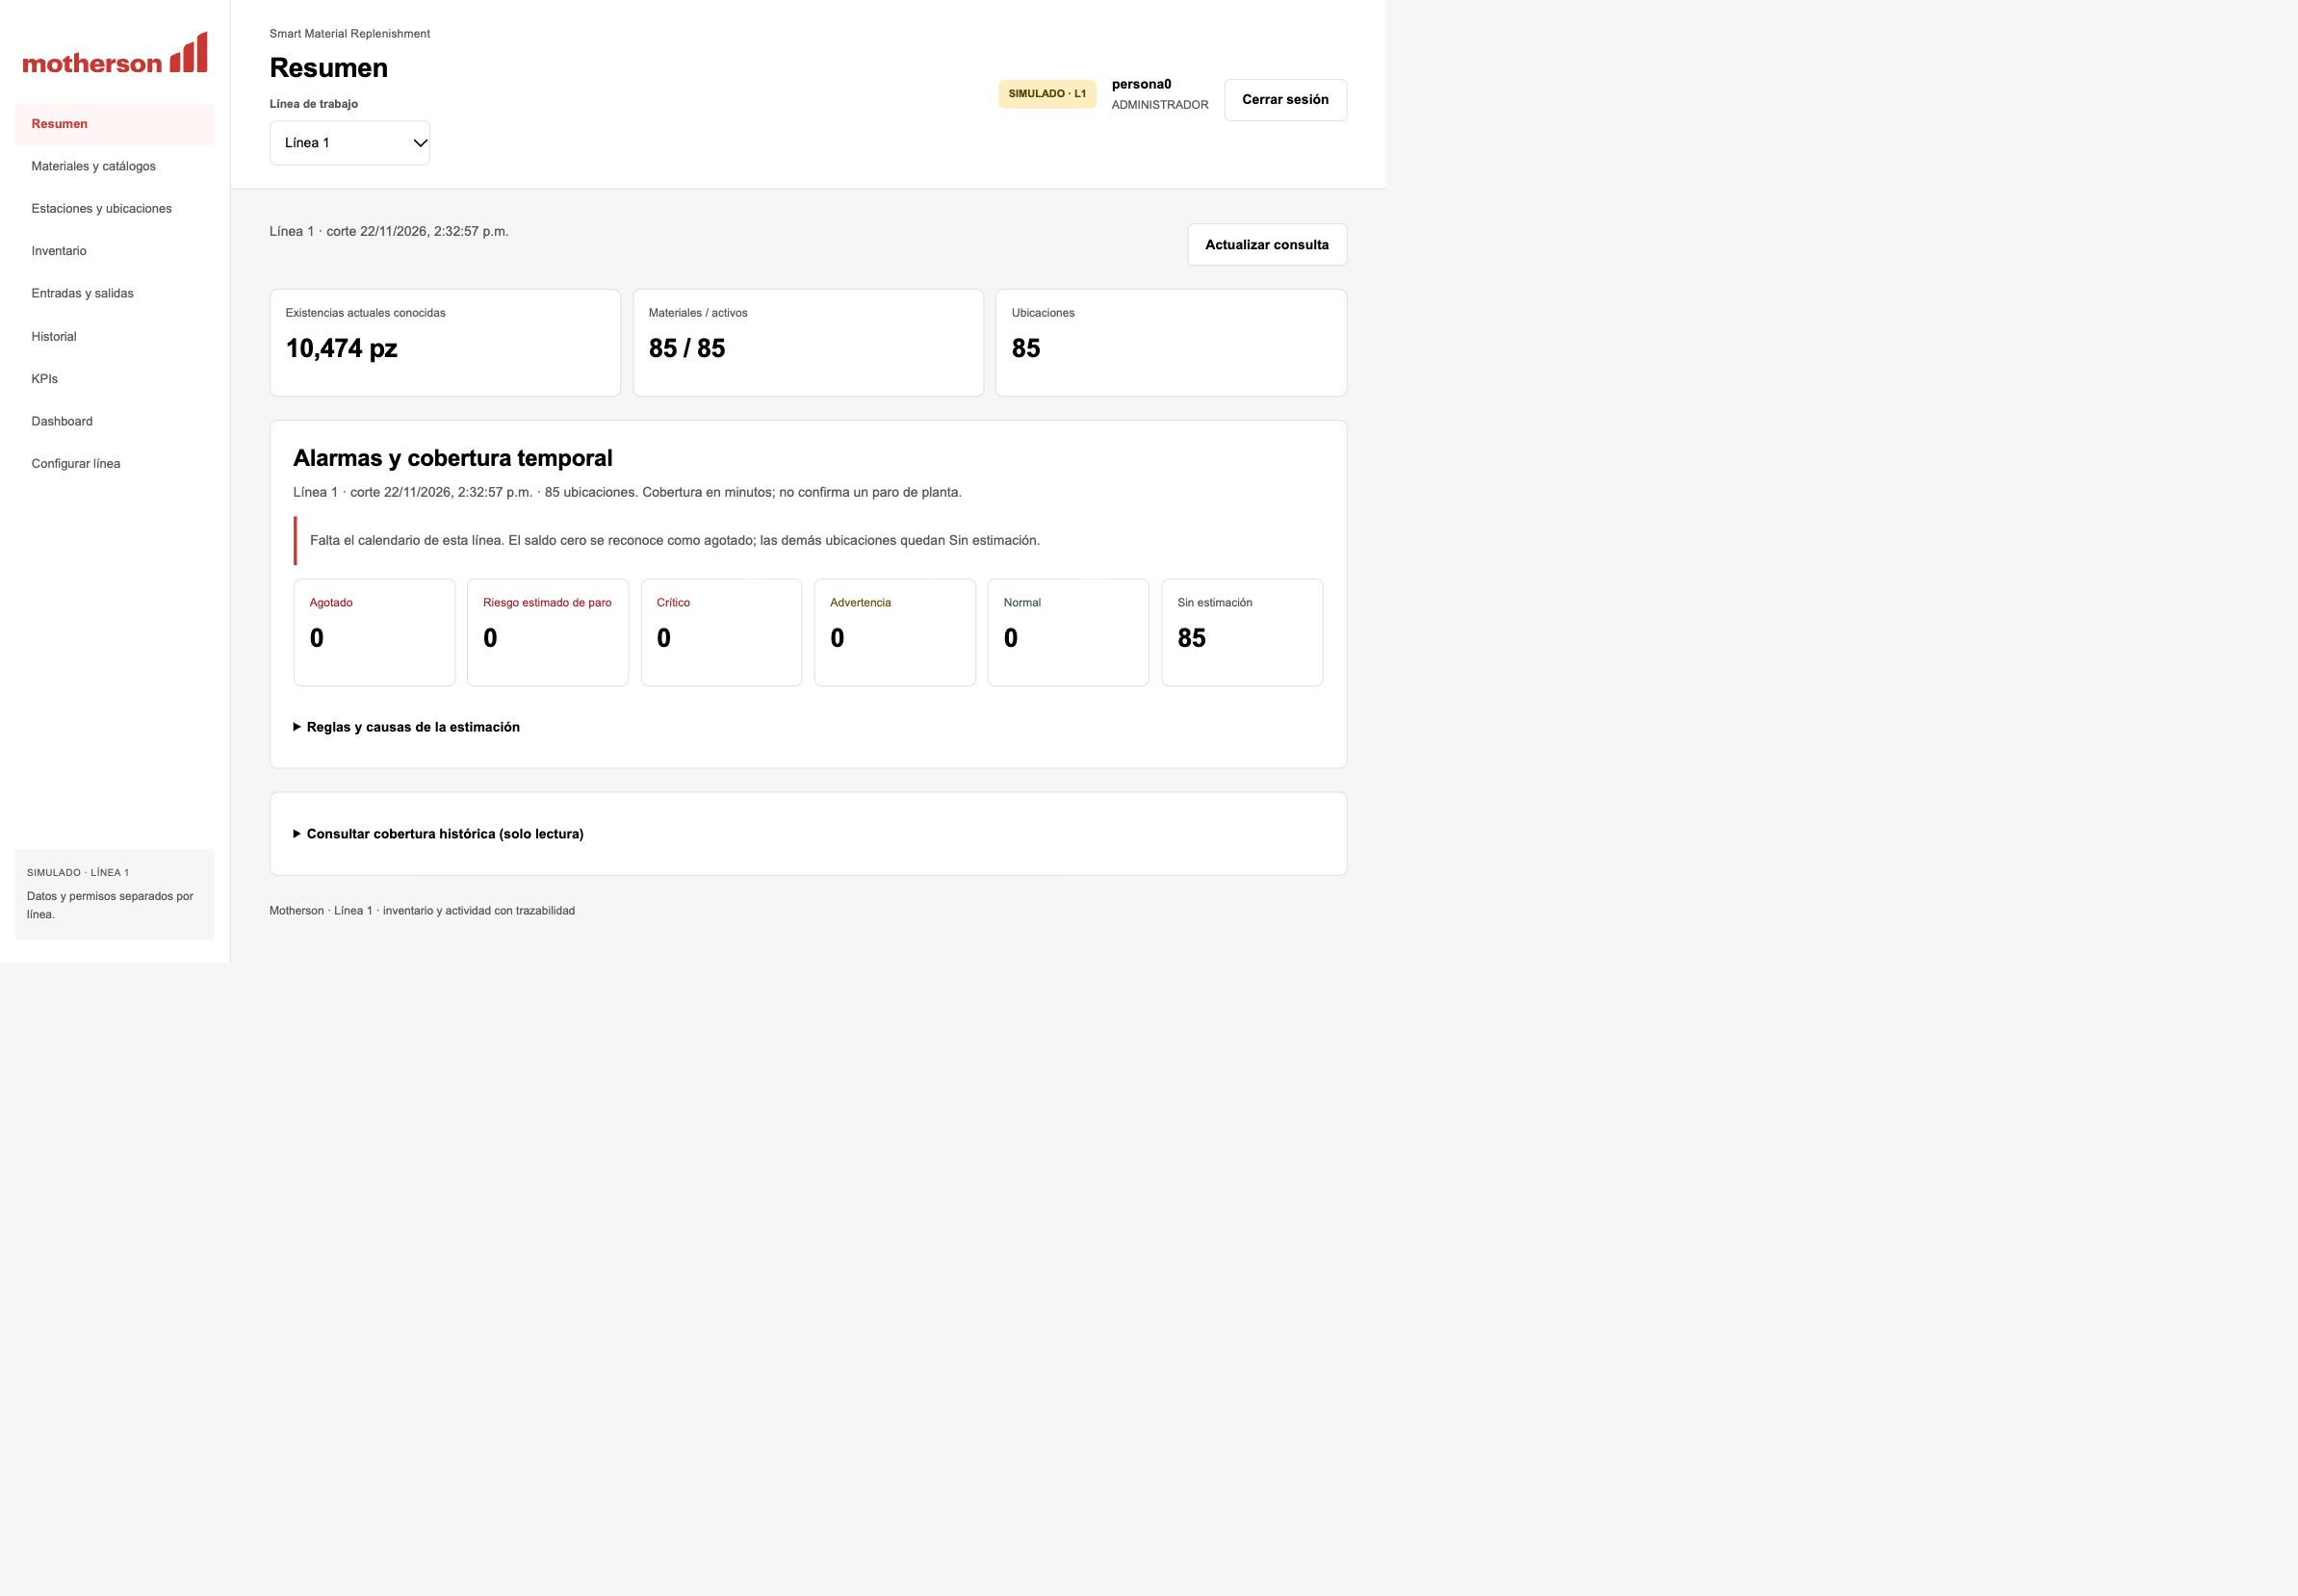 motherson
Resumen
Materiales y catálogos
Estaciones y ubicaciones
Inventario
Entradas y salidas
Historial
KPIs
Dashboard
Configurar línea
SIMULADO · LÍNEA 1
Datos y permisos separados por
línea.
Smart Material Replenishment
Resumen
Línea de trabajo
Línea 1
SIMULADO · L1
persona0
ADMINISTRADOR
Cerrar sesión
Línea 1 · corte 22/11/2026, 2:32:57 p.m.
Actualizar consulta
Existencias actuales conocidas
10,474 pz
Materiales / activos
85 / 85
Ubicaciones
85
Alarmas y cobertura temporal
Línea 1 · corte 22/11/2026, 2:32:57 p.m. · 85 ubicaciones. Cobertura en minutos; no confirma un paro de planta.
Falta el calendario de esta línea. El saldo cero se reconoce como agotado; las demás ubicaciones quedan Sin estimación.
Agotado
0
Riesgo estimado de paro
0
Crítico
0
Advertencia
0
Normal
0
Sin estimación
85
Reglas y causas de la estimación
Consultar cobertura histórica (solo lectura)
Motherson · Línea 1 · inventario y actividad con trazabilidad